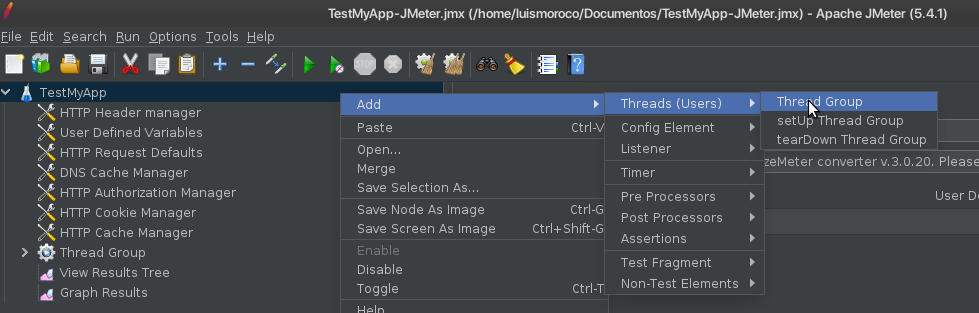 TestMyApp-JMeter.jmx (/home/luismoroco/Documentos/TestMyApp-JMeter.jmx) - Apache JMeter (5.4.1)
File Edit Search Run Options Tools Help
TestMyApp
HTTP Header manager
User Defined Variables
HTTP Request Defaults
DNS Cache Manager
HTTP Authorization Manager
HTTP Cookie Manager
HTTP Cache Manager
Thread Group
View Results Tree
Graph Results
Add
Paste Ctrl-V
Open...
Merge
Save Selection As...
Save Node As Image Ctrl-G
Save Screen As Image Ctrl+Shift-G
Enable
Disable
Toggle Ctrl-T
Help
Threads (Users)
Config Element
Listener
Timer
Pre Processors
Post Processors
Assertions
Test Fragment
Non-Test Elements
Thread Group
setUp Thread Group
tearDown Thread Group
zeMeter converter v.3.0.20. Please
User De